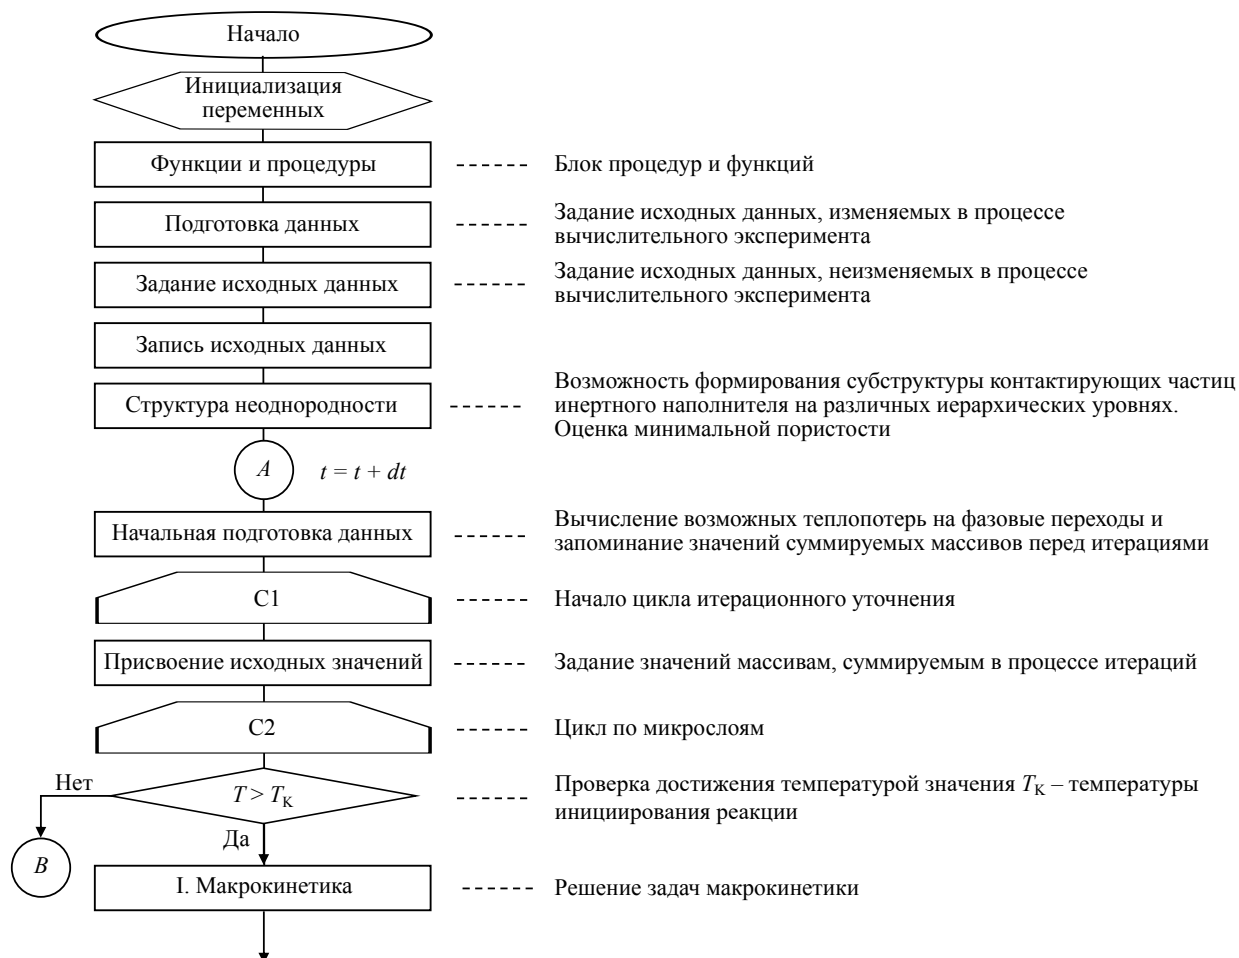 Начало
Инициализация
переменных
Функции и процедуры
Блок процедур и функций
Подготовка данных
Задание исходных данных, изменяемых в процессе
вычислительного эксперимента
Задание исходных данных
Задание исходных данных, неизменяемых в процессе
вычислительного эксперимента
Запись исходных данных
Структура неоднородности
Возможность формирования субструктуры контактирующих частиц
инертного наполнителя на различных иерархических уровнях.
Оценка минимальной пористости
A
t = t + dt
Начальная подготовка данных
Вычисление возможных теплопотерь на фазовые переходы и
запоминание значений суммируемых массивов перед итерациями
С1
Начало цикла итерационного уточнения
Присвоение исходных значений
Задание значений массивам, суммируемым в процессе итераций
С2
Цикл по микрослоям
Нет
T > T_К
Проверка достижения температурой значения T_К – температуры
инициирования реакции
Да
B
I. Макрокинетика
Решение задач макрокинетики